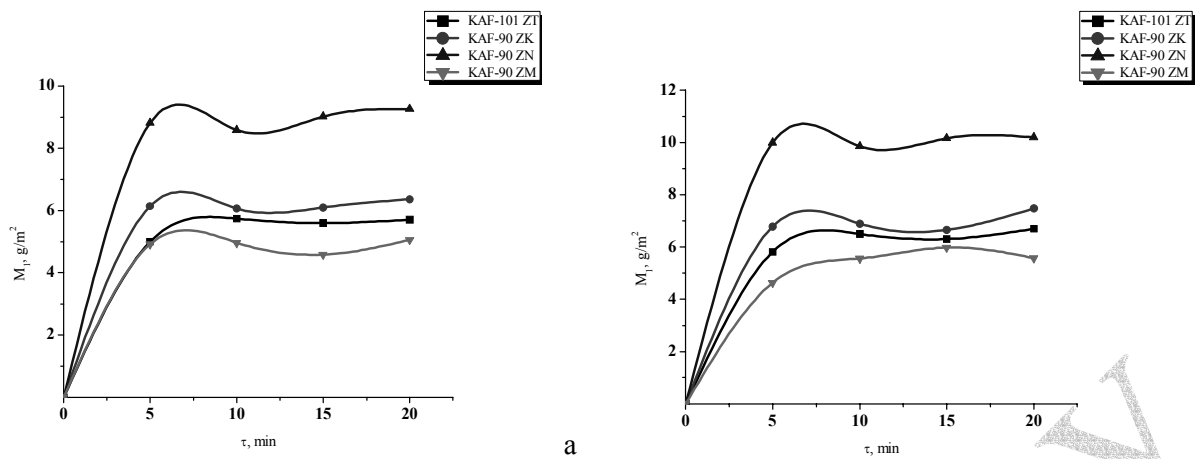 KAF-101 ZT
KAF-90 ZK
KAF-90 ZN
KAF-90 ZM
10
8
6
4
2
0
5
10
15
20
M₁, g/m²
τ, min
a
KAF-101 ZT
KAF-90 ZK
KAF-90 ZN
KAF-90 ZM
12
10
8
6
4
2
0
5
10
15
20
M₁, g/m²
τ, min
V